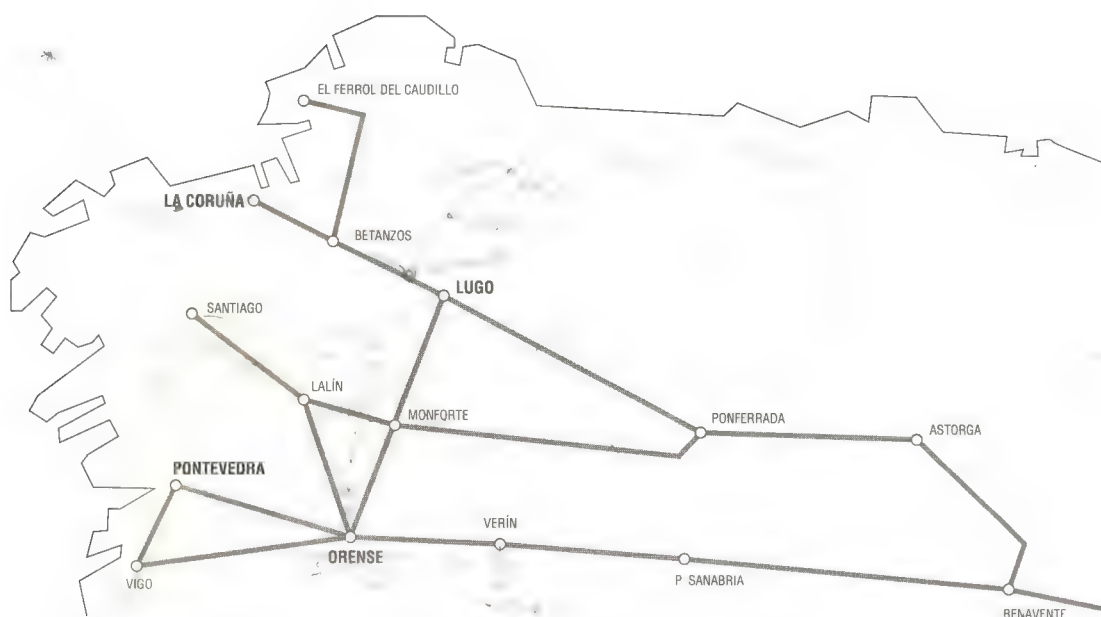 EL FERROL DEL CAUDILLO
LA CORUÑA
BETANZOS
LUGO
SANTIAGO
LALÍN
MONFORTE
PONFERRADA
ASTORGA
PONTEVEDRA
VERÍN
ORENSE
P SANABRIA
VIGO
BENAVENTE